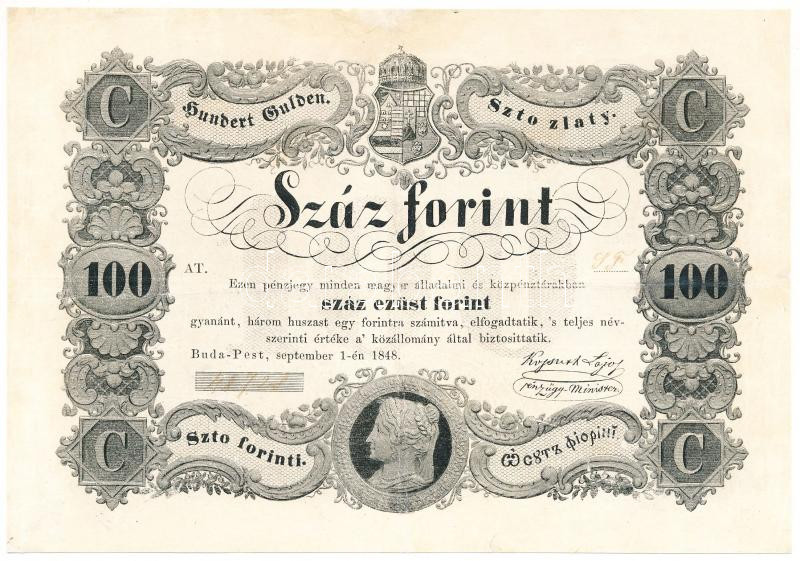 C
Hundert Gulden.
Szto zlaty.
C
Száz forint
100
AT.
100
Ezen pénzjegy minden magyar álladalmi és középpénztárakban
száz ezüst forint
gyanánt, három huszast egy forintra számítva, elfogadtatik, 's teljes név-
szerinti értéke a' közállomány által biztosittatik.
Buda-Pest, september 1-én 1848.
Kossuth Lajos
pénzügy-Minister
C
Szto forinti.
C